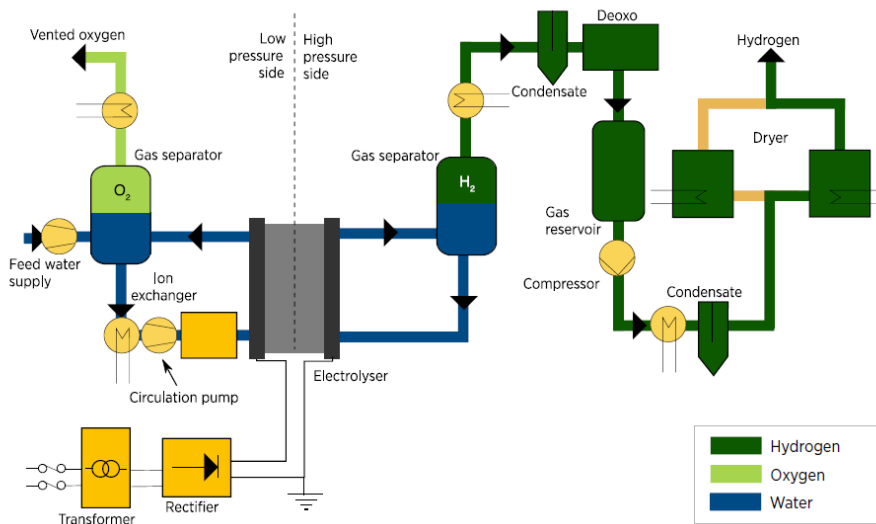 Vented oxygen
Low
pressure
side
High
pressure
side
Deoxo
Hydrogen
Condensate
Gas separator
Gas separator
Dryer
O2
H2
Gas
reservoir
Feed water
supply
Ion
exchanger
Compressor
Condensate
M
M
Circulation pump
Electrolyser
Transformer
Rectifier
Hydrogen
Oxygen
Water